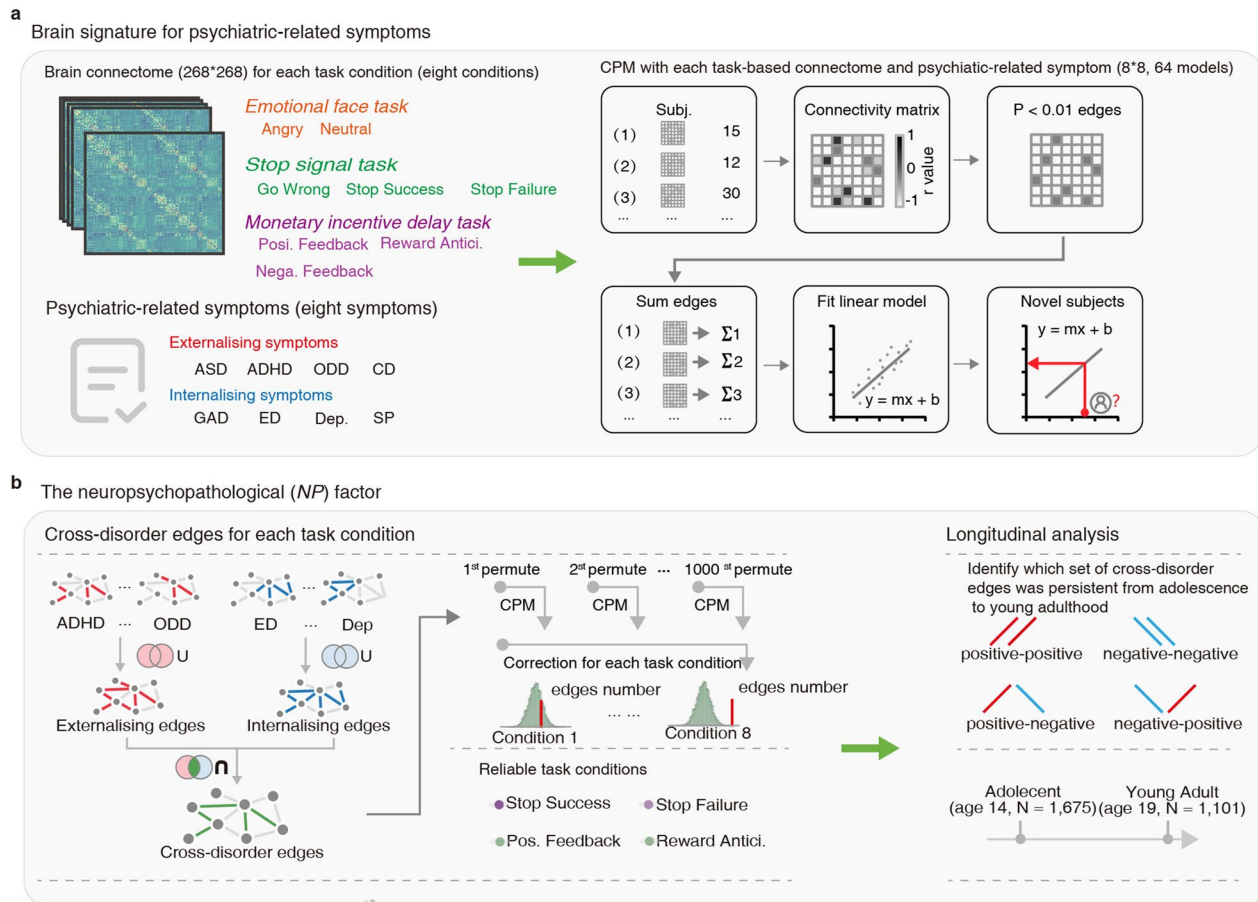 a
Brain signature for psychiatric-related symptoms
Brain connectome (268*268) for each task condition (eight conditions)
Emotional face task
Angry Neutral
Stop signal task
Go Wrong Stop Success Stop Failure
Monetary incentive delay task
Posi. Feedback Reward Antici.
Nega. Feedback
Psychiatric-related symptoms (eight symptoms)
Externalising symptoms
ASD ADHD ODD CD
Internalising symptoms
GAD ED Dep. SP
CPM with each task-based connectome and psychiatic-related symptom (8*8, 64 models)
Subj.
(1) 15
(2) 12
(3) 30
... ... ...
Connectivity matrix
1
0
-1
r value
P < 0.01 edges
Sum edges
(1) Σ1
(2) Σ2
(3) Σ3
... ... ...
Fit linear model
y = mx + b
Novel subjects
y = mx + b
?
b
The neuropsychopathological (NP) factor
Cross-disorder edges for each task condition
... ...
ADHD ... ODD ED ... Dep
U U
Externalising edges Internalising edges
∩
Cross-disorder edges
1st permute 2st permute ... 1000 st permute
CPM CPM CPM
Correction for each task condition
edges number edges number
... ...
Condition 1 Condition 8
Reliable task conditions
Stop Success Stop Failure
Pos. Feedback Reward Antici.
Longitudinal analysis
Identify which set of cross-disorder
edges was persistent from adolescence
to young adulthood
positive-positive negative-negative
positive-negative negative-positive
Adolecent Young Adult
(age 14, N = 1,675) (age 19, N = 1,101)